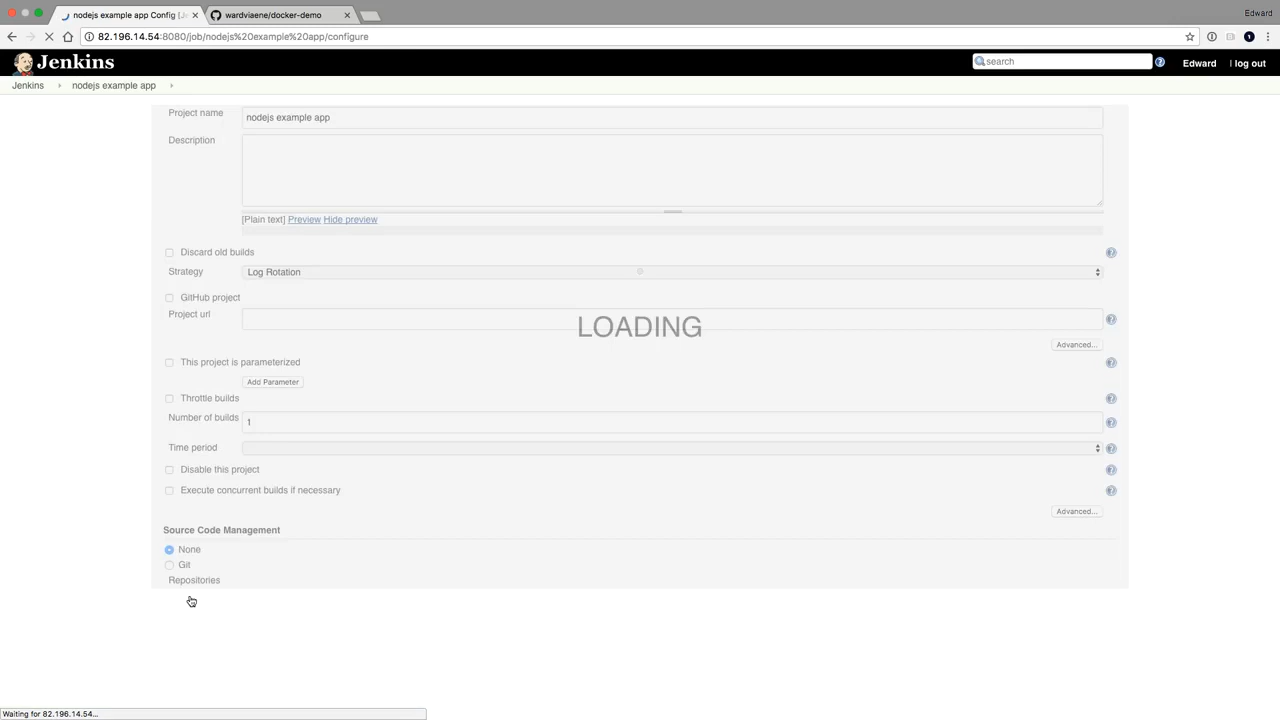 nodejs example app Config [Je
wardviaene/docker-demo
Edward
82.196.14.54:8080/job/nodejs%20example%20app/configure
Jenkins
search
Edward
log out
Jenkins
nodejs example app
Project name
nodejs example app
Description
[Plain text] Preview Hide preview
Discard old builds
Strategy
Log Rotation
GitHub project
Project url
LOADING
Advanced...
This project is parameterized
Add Parameter
Throttle builds
Number of builds
1
Time period
Disable this project
Execute concurrent builds if necessary
Advanced...
Source Code Management
None
Git
Repositories
Waiting for 82.196.14.54...